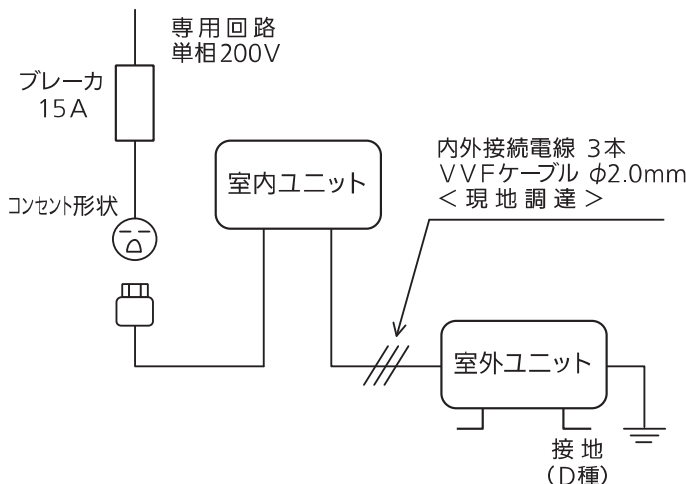 専用回路
単相200V
ブレーカ
15A
コンセント形状
室内ユニット
内外接続電線 3本
VVFケーブル φ2.0mm
<現地調達>
室外ユニット
接地
(D種)